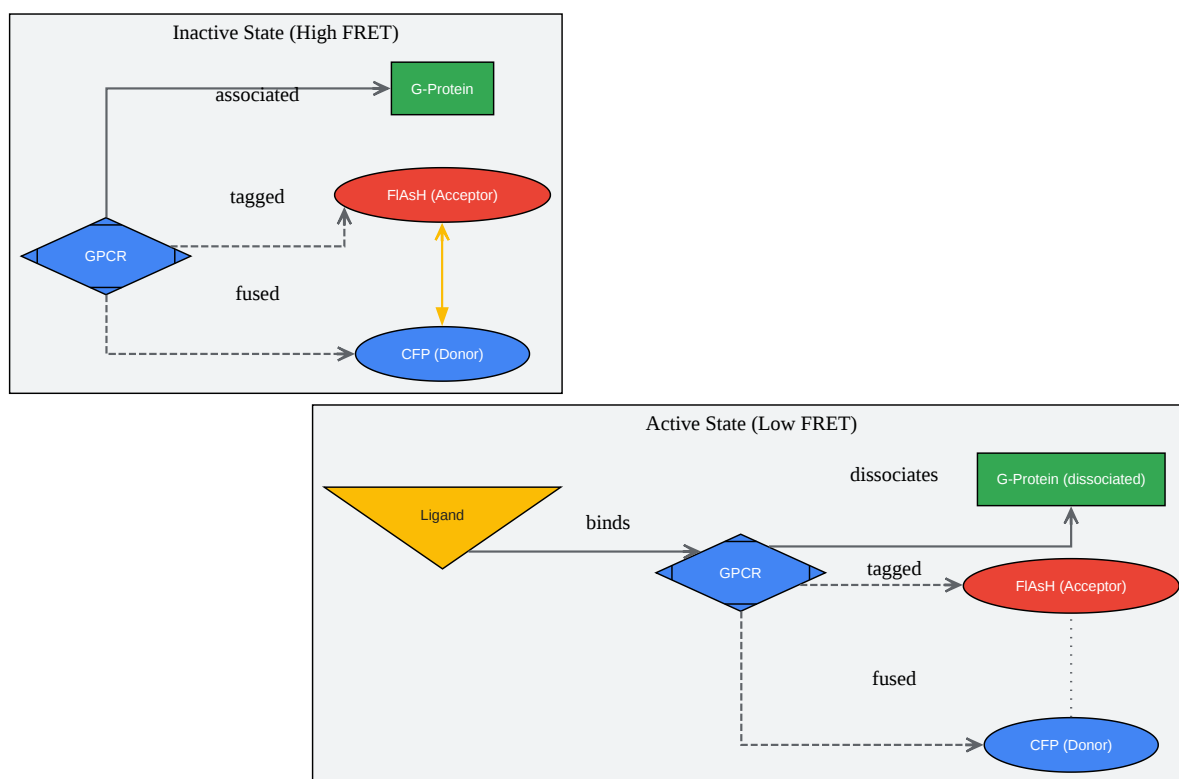 Inactive State (High FRET)
G-Protein
associated
FlAsH (Acceptor)
tagged
GPCR
fused
CFP (Donor)
Active State (Low FRET)
dissociates
G-Protein (dissociated)
Ligand
binds
GPCR
tagged
FlAsH (Acceptor)
fused
CFP (Donor)